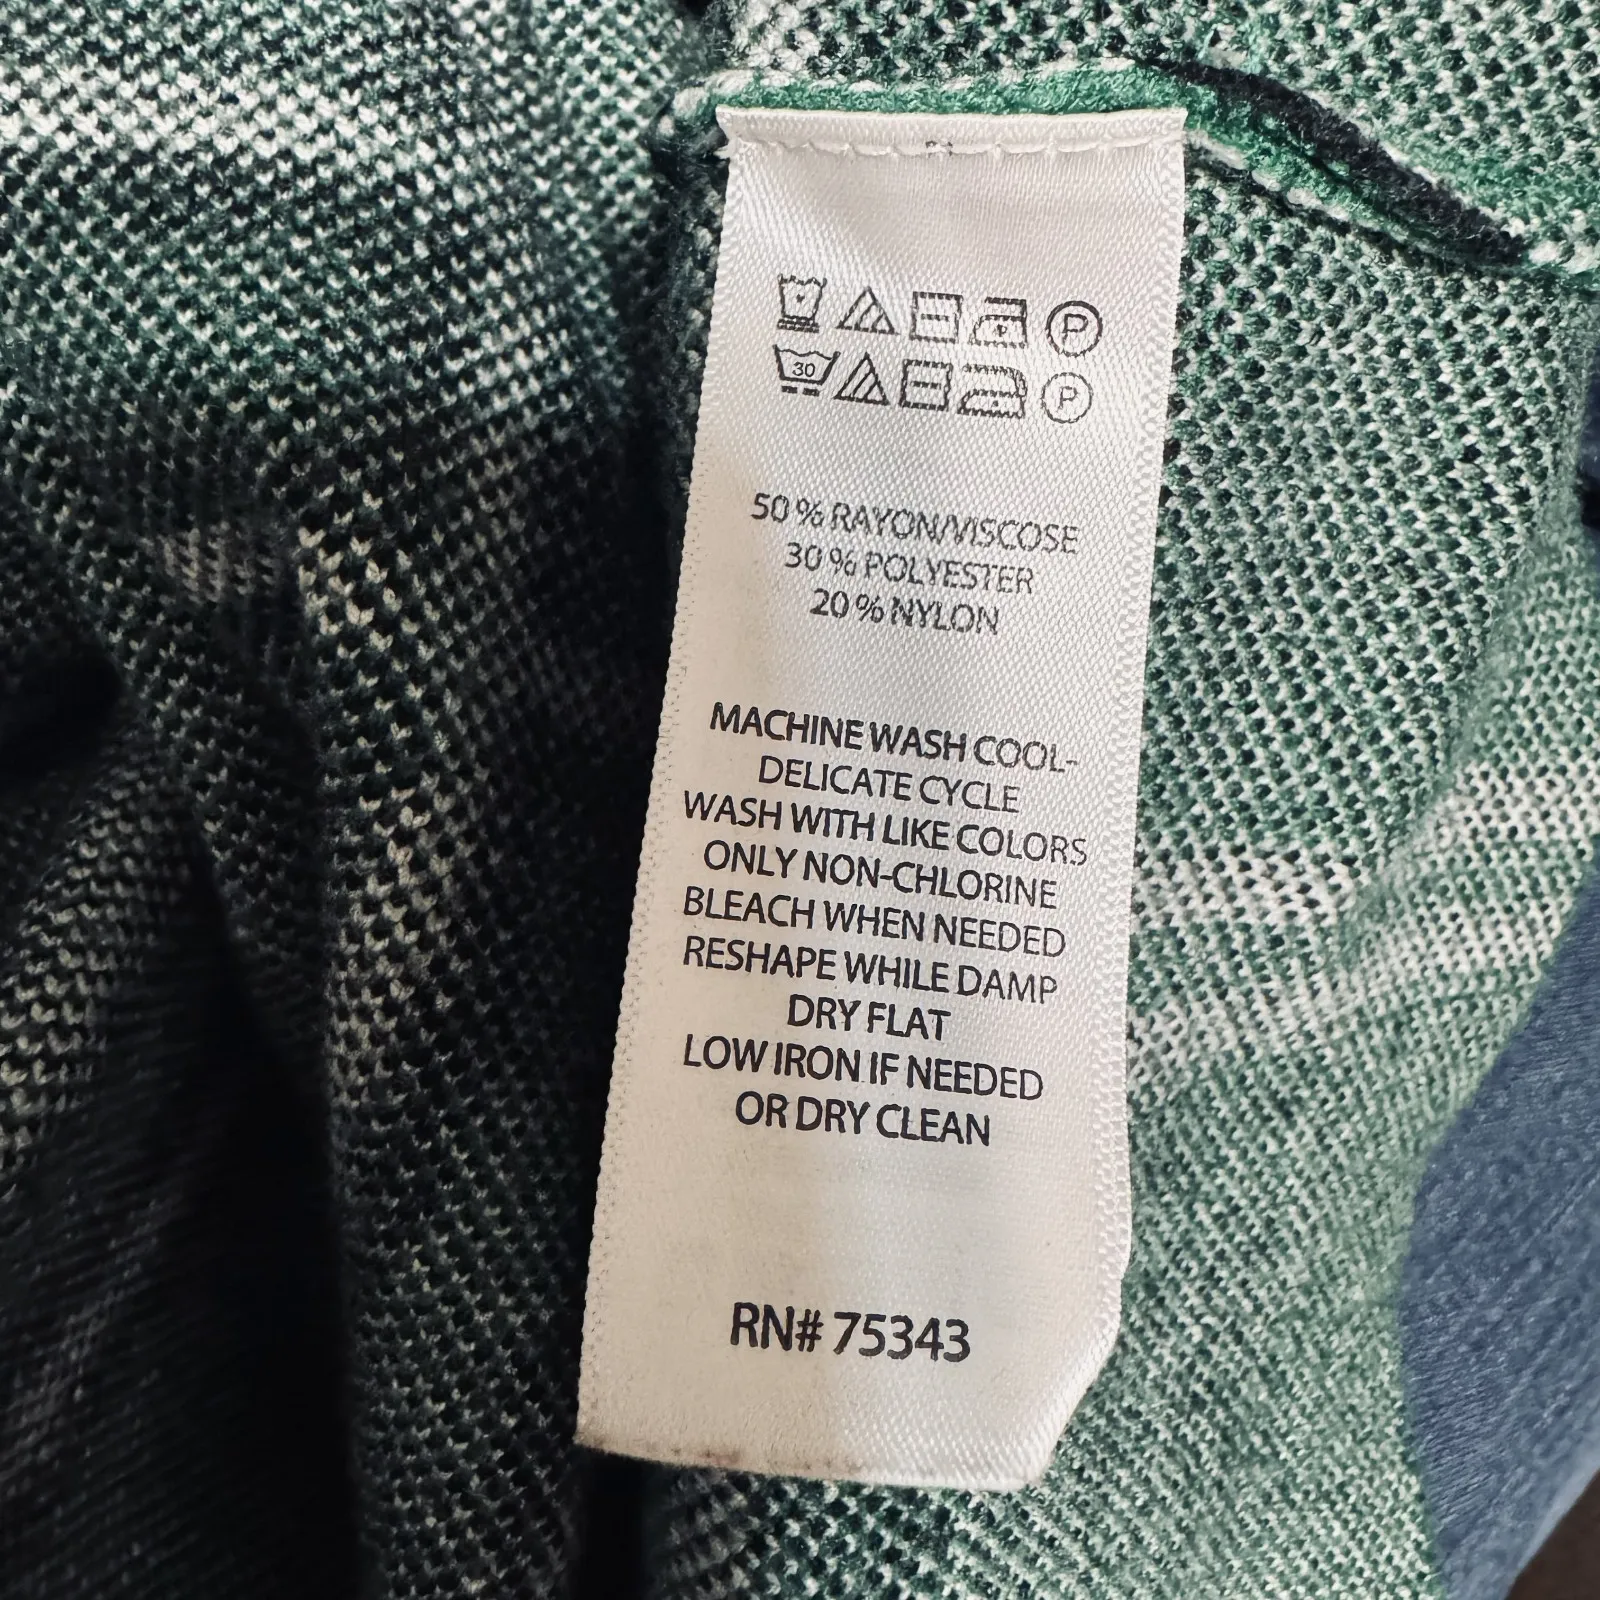 P
30 P
50 % RAYON/VISCOSE
30 % POLYESTER
20 % NYLON
MACHINE WASH COOL-
DELICATE CYCLE
WASH WITH LIKE COLORS
ONLY NON-CHLORINE
BLEACH WHEN NEEDED
RESHAPE WHILE DAMP
DRY FLAT
LOW IRON IF NEEDED
OR DRY CLEAN
RN# 75343